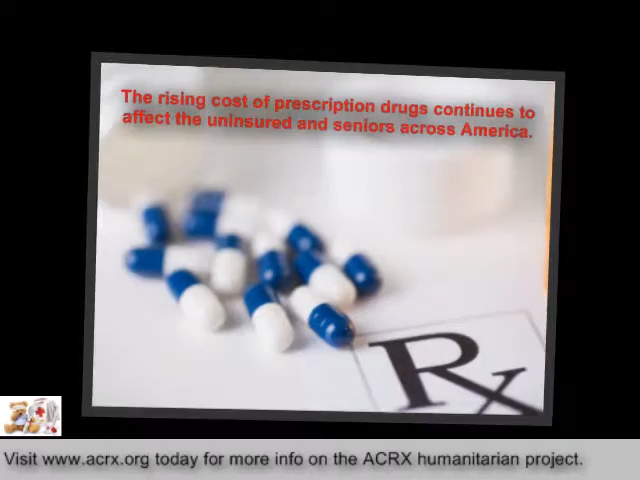 The rising cost of prescription drugs continues to
affect the uninsured and seniors across America.
Rx
Visit www.acrx.org today for more info on the ACRX humanitarian project.